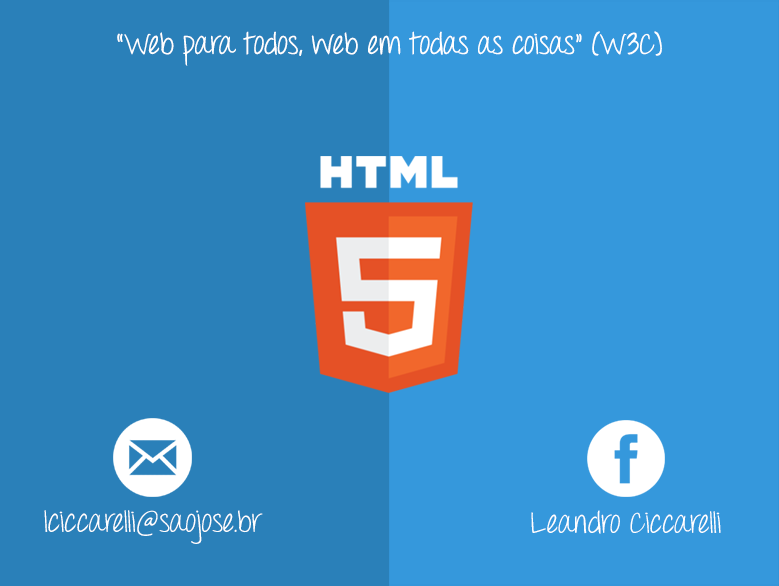 "Web para todos, web em todas as coisas" (W3C)
HTML
5
lciccarelli@saojose.br
Leandro Ciccarelli